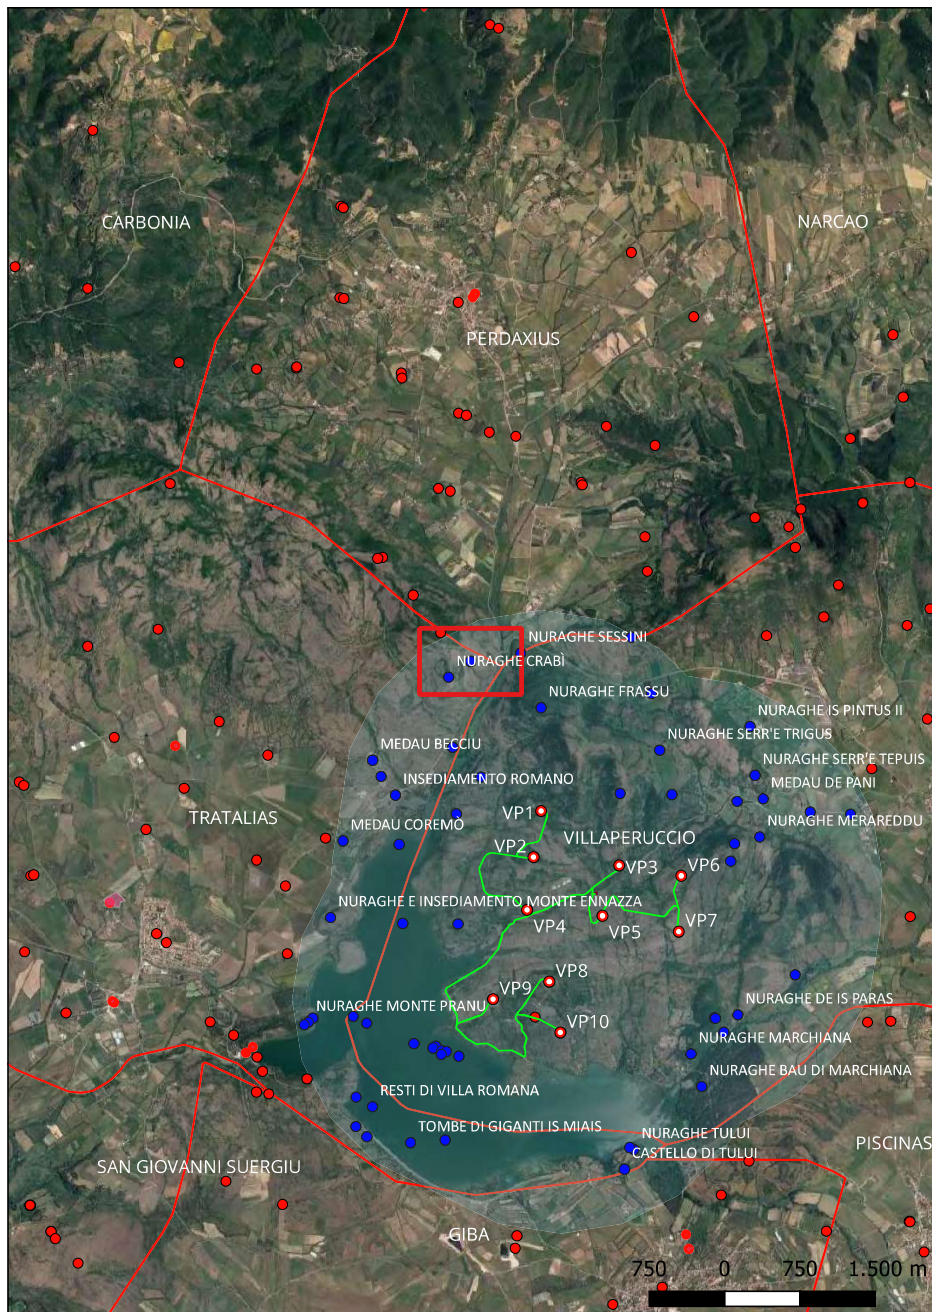 CARBONIA
NARCAO
PERDAXIUS
NURAGHE SESSINI
NURAGHE CRABÌ
NURAGHE FRASSU
NURAGHE IS PINTUS II
NURAGHE SERR'E TRIGUS
MEDAU BECCIU
NURAGHE SERR'E TEPUIS
INSEDIAMENTO ROMANO
MEDAU DE PANI
VP1
TRATALIAS
NURAGHE MERAREDDU
MEDAU COREMÒ
VILLAPERUCCIO
VP2
VP3
VP6
NURAGHE E INSEDIAMENTO MONTE ENNAZZA
VP4
VP5
VP7
VP8
VP9
NURAGHE DE IS PARAS
NURAGHE MONTE PRANU
VP10
NURAGHE MARCHIANA
NURAGHE BAU DI MARCHIANA
RESTI DI VILLA ROMANA
TOMBE DI GIGANTI IS MIAIS
NURAGHE TULUI
PISCINAS
CASTELLO DI TULUI
SAN GIOVANNI SUERGIU
GIBA
750 0 750 1.500 m